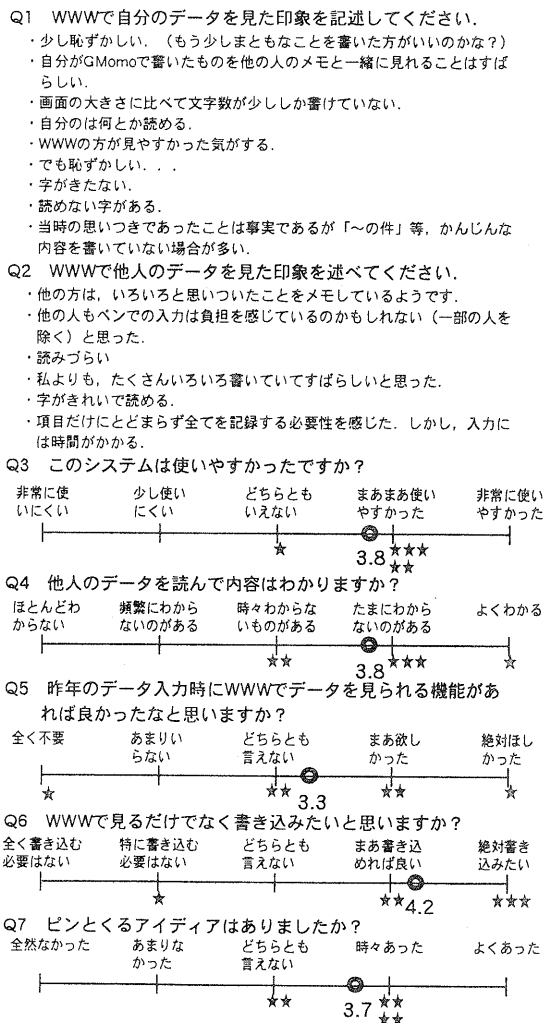 Q1 WWWで自分のデータを見た印象を記述してください．
・少し恥ずかしい．（もう少しまともなことを書いた方がいいのかな？）
・自分がGMomoで書いたものを他の人のメモと一緒に見れることはすば
らしい．
・画面の大きさに比べて文字数が少ししか書けていない．
・自分のは何とか読める．
・WWWの方が見やすかった気がする．
・でも恥ずかしい．．．
・字がきたない．
・読めない字がある．
・当時の思いつきであったことは事実であるが「〜の件」等，かんじんな
内容を書いていない場合が多い．
Q2 WWWで他人のデータを見た印象を述べてください．
・他の方は，いろいろと思いついたことをメモしているようです．
・他の人もペンでの入力は負担を感じているのかもしれない（一部の人を
除く）と思った．
・読みづらい
・私よりも，たくさんいろいろ書いていてすばらしいと思った．
・字がきれいで読める．
・項目だけにとどまらず全てを記録する必要性を感じた．しかし，入力に
は時間がかかる．
Q3 このシステムは使いやすかったですか？
非常に使 少し使い どちらとも まあまあ使い 非常に使い
いにくい にくい いえない やすかった やすかった
★ 3.8 ★★★
★★
Q4 他人のデータを読んで内容はわかりますか？
ほとんどわ 頻繁にわから 時々わからな たまにわから よくわかる
からない ないのがある いものがある ないのがある
★★ 3.8 ★★★ ☆
Q5 昨年のデータ入力時にWWWでデータを見られる機能があ
れば良かったなと思いますか？
全く不要 あまりい どちらとも まあ欲し 絶対ほし
らない 言えない かった かった
☆ ★★ 3.3 ★★ ☆
Q6 WWWで見るだけでなく書き込みたいと思いますか？
全く書き込む 特に書き込む どちらとも まあ書き込 絶対書き
必要はない 必要はない 言えない めれば良い 込みたい
★ ★★ 4.2 ★★★
Q7 ピンとくるアイディアはありましたか？
全然なかった あまりな どちらとも 時々あった よくあった
かった 言えない
★★ 3.7 ★★
★★